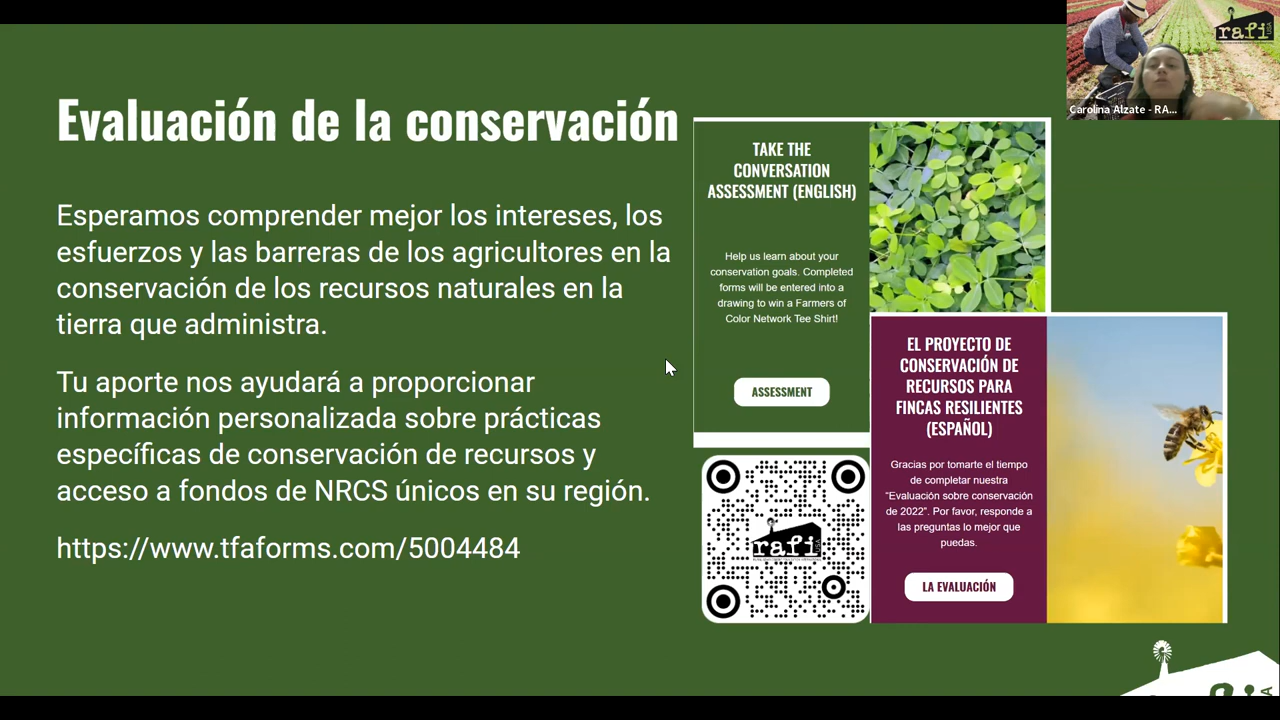 Evaluación de la conservación
Esperamos comprender mejor los intereses, los
esfuerzos y las barreras de los agricultores en la
conservación de los recursos naturales en la
tierra que administra.
Tu aporte nos ayudará a proporcionar
información personalizada sobre prácticas
específicas de conservación de recursos y
acceso a fondos de NRCS únicos en su región.
https://www.tfaforms.com/5004484
TAKE THE
CONVERSATION
ASSESSMENT (ENGLISH)
Help us learn about your
conservation goals. Completed
forms will be entered into a
drawing to win a Farmers of
Color Network Tee Shirt!
ASSESSMENT
EL PROYECTO DE
CONSERVACIÓN DE
RECURSOS PARA
FINCAS RESILIENTES
(ESPAÑOL)
Gracias por tomarte el tiempo
de completar nuestra
“Evaluación sobre conservación
de 2022”. Por favor, responde a
las preguntas lo mejor que
puedas.
LA EVALUACIÓN
rafi
USA
rafi
USA
Carolina Alzate - RA...